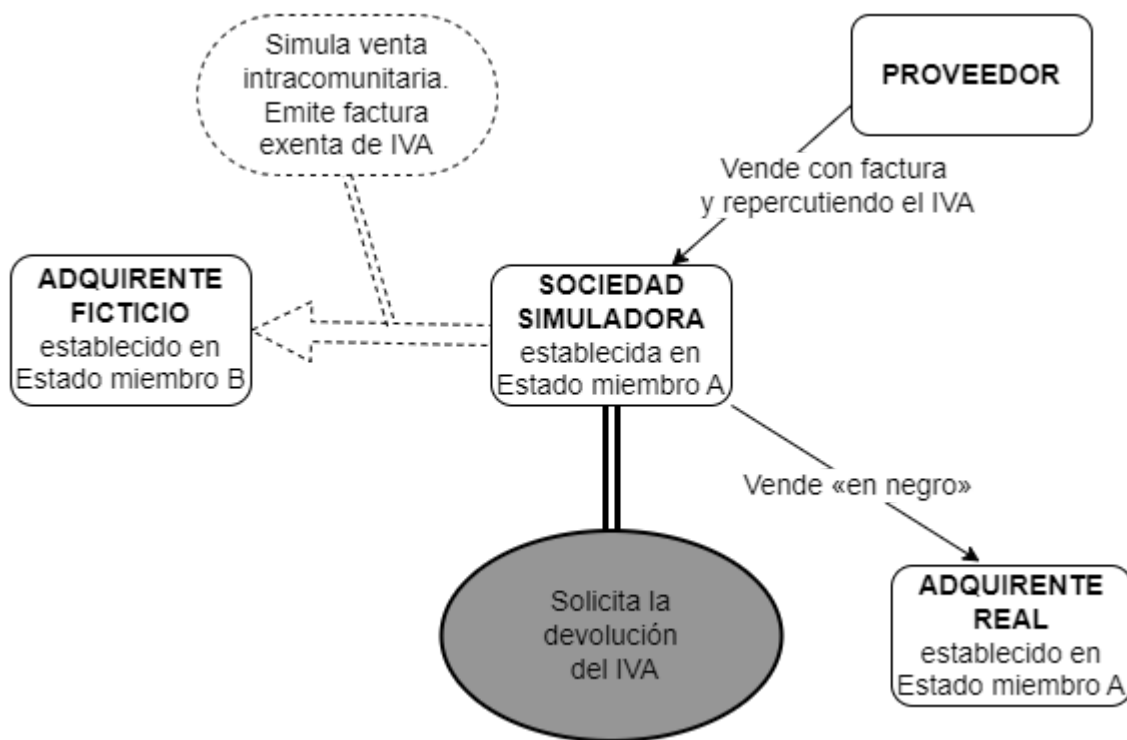 Simula venta
intracomunitaria.
Emite factura
exenta de IVA
PROVEEDOR
Vende con factura
y repercutiendo el IVA
ADQUIRENTE
FICTICIO
establecido en
Estado miembro B
SOCIEDAD
SIMULADORA
establecida en
Estado miembro A
Vende «en negro»
Solicita la
devolución
del IVA
ADQUIRENTE
REAL
establecido en
Estado miembro A